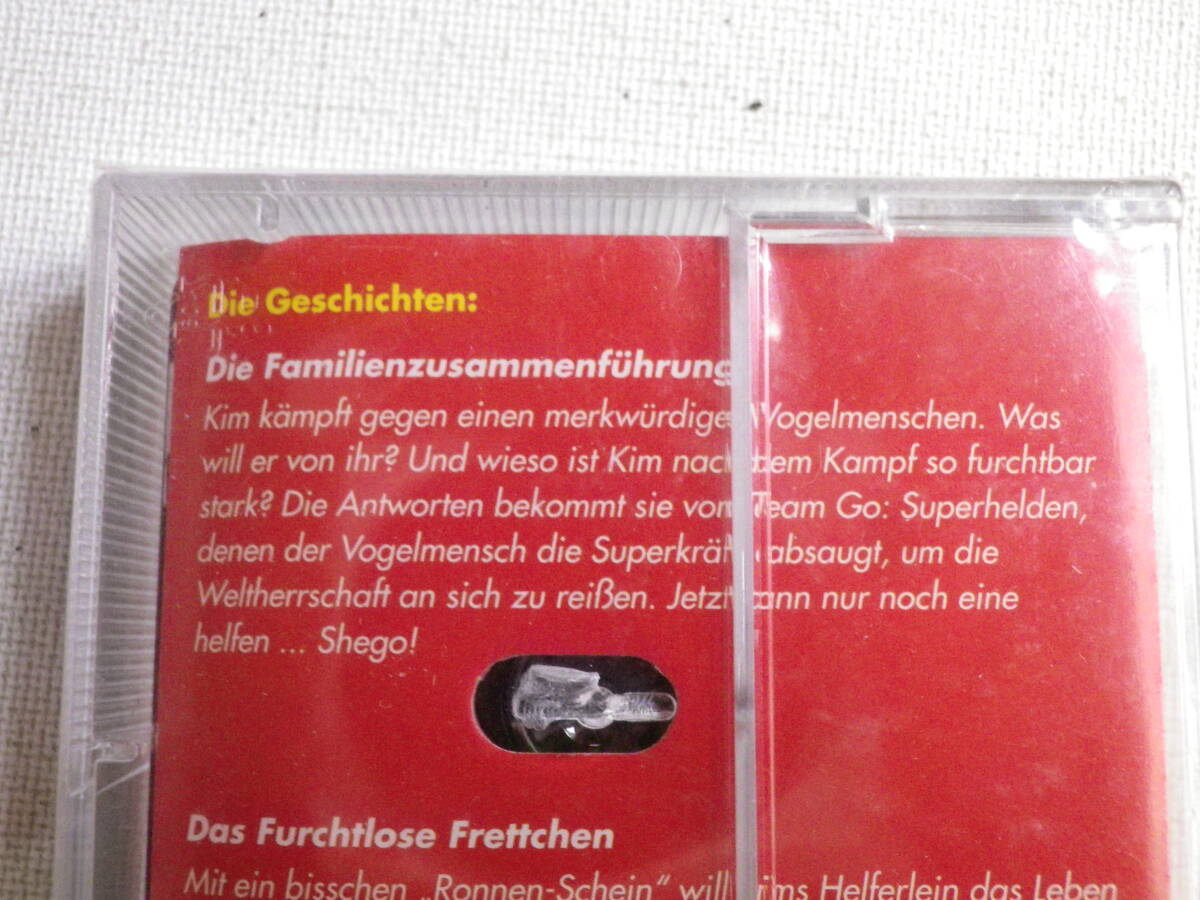 Die Geschichten:
Die Familienzusammenführung
Kim kämpft gegen einen merkwürdigen Vogelmenschen. Was
will er von ihr? Und wieso ist Kim nach dem Kampf so furchtbar
stark? Die Antworten bekommt sie vom Team Go: Superhelden,
denen der Vogelmensch die Superkräfte absaugt, um die
Weltherrschaft an sich zu reißen. Jetzt kann nur noch eine
helfen ... Shego!
Das Furchtlose Frettchen
Mit ein bisschen „Ronnen-Schein" will Kims Helferlein das Leben